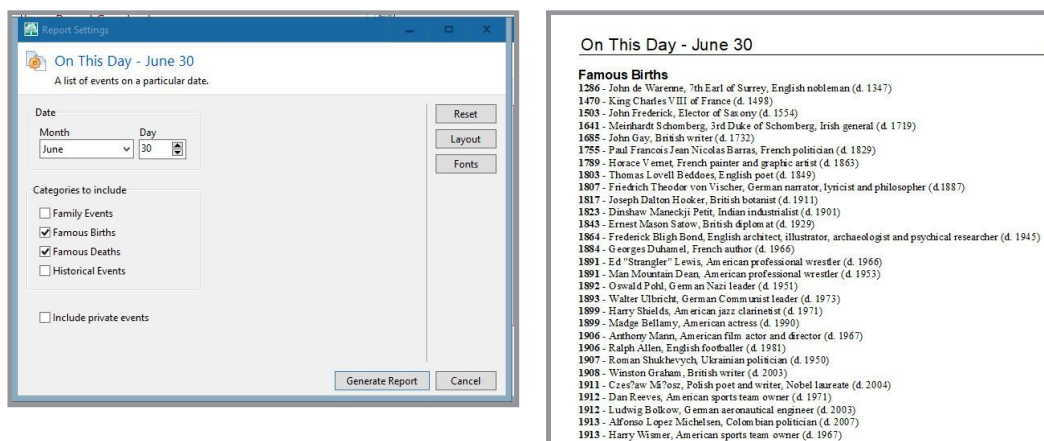 Report Settings
On This Day - June 30
A list of events on a particular date.
Date
Month Day
June 30
Categories to include
Family Events
Famous Births
Famous Deaths
Historical Events
Include private events
Reset
Layout
Fonts
Generate Report Cancel
On This Day - June 30
Famous Births
1286 - John de Warenne, 7th Earl of Surrey, English nobleman (d. 1347)
1470 - King Charles VIII of France (d. 1498)
1503 - John Frederick, Elector of Saxony (d. 1554)
1641 - Meinhardt Schomberg, 3rd Duke of Schomberg, Irish general (d. 1719)
1685 - John Gay, British writer (d. 1732)
1755 - Paul Francois Jean Nicolas Barras, French politician (d. 1829)
1789 - Horace Vernet, French painter and graphic artist (d. 1863)
1803 - Thomas Lovell Beddoes, English poet (d. 1849)
1807 - Friedrich Theodor von Vischer, German narrator, lyricist and philosopher (d.1887)
1817 - Joseph Dalton Hooker, British botanist (d. 1911)
1823 - Dinshaw Maneckji Petit, Indian industrialist (d. 1901)
1843 - Ernest Mason Satow, British diplomat (d. 1929)
1864 - Frederick Bligh Bond, English architect, illustrator, archaeologist and psychical researcher (d. 1945)
1884 - Georges Duhamel, French author (d. 1966)
1891 - Ed "Strangler" Lewis, American professional wrestler (d. 1966)
1891 - Man Mountain Dean, American professional wrestler (d. 1953)
1892 - Oswald Pohl, German Nazi leader (d. 1951)
1893 - Walter Ulbricht, German Communist leader (d. 1973)
1899 - Harry Shields, American jazz clarinetist (d. 1971)
1899 - Madge Bellamy, American actress (d. 1990)
1906 - Anthony Mann, American film actor and director (d. 1967)
1906 - Ralph Allen, English footballer (d. 1981)
1907 - Roman Shukhevych, Ukrainian politician (d. 1950)
1908 - Winston Graham, British writer (d. 2003)
1911 - Czes?aw Mi?osz, Polish poet and writer, Nobel laureate (d. 2004)
1912 - Dan Reeves, American sports team owner (d. 1971)
1912 - Ludwig Bolkow, German aeronautical engineer (d. 2003)
1913 - Alfonso Lopez Michelsen, Colombian politician (d. 2007)
1913 - Harry Wismer, American sports team owner (d. 1967)